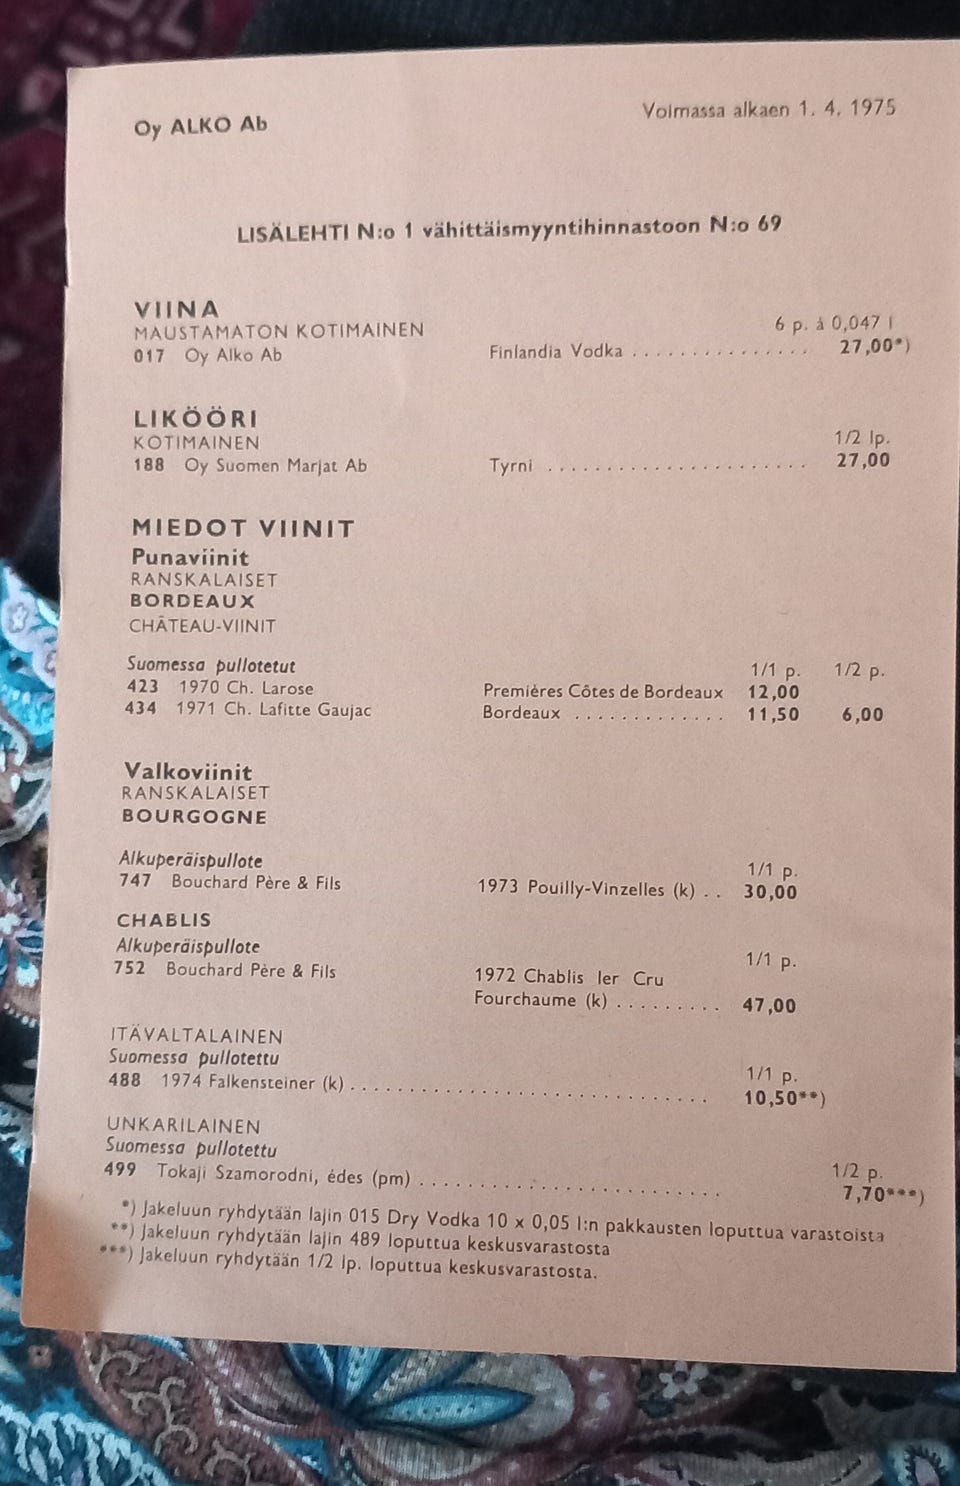 Oy ALKO Ab
Voimassa alkaen 1. 4. 1975
LISÄLEHTI N:o 1 vähittäismyyntihinnastoon N:o 69
VIINA
MAUSTAMATON KOTIMAINEN 6 p. à 0,047 l
017 Oy Alko Ab Finlandia Vodka . . . . . . . . . . . . . . . 27,00*)
LIKÖÖRI
KOTIMAINEN 1/2 lp.
188 Oy Suomen Marjat Ab Tyrni . . . . . . . . . . . . . . . . . . . . . . 27,00
MIEDOT VIINIT
Punaviinit
RANSKALAISET
BORDEAUX
CHÂTEAU-VIINIT
Suomessa pullotetut 1/1 p. 1/2 p.
423 1970 Ch. Larose Premières Côtes de Bordeaux 12,00
434 1971 Ch. Lafitte Gaujac Bordeaux . . . . . . . . . . . . . 11,50 6,00
Valkoviinit
RANSKALAISET
BOURGOGNE
Alkuperäispullote 1/1 p.
747 Bouchard Père & Fils 1973 Pouilly-Vinzelles (k) . . 30,00
CHABLIS
Alkuperäispullote 1/1 p.
752 Bouchard Père & Fils 1972 Chablis Ier Cru
Fourchaume (k) . . . . . . . . . 47,00
ITÄVALTALAINEN
Suomessa pullotettu 1/1 p.
488 1974 Falkensteiner (k) . . . . . . . . . . . . . . . . . . . . . . . . . . . . . . . 10,50**)
UNKARILAINEN
Suomessa pullotettu 1/2 p.
499 Tokaji Szamorodni, édes (pm) . . . . . . . . . . . . . . . . . . . . . . . . . . 7,70***)
*) Jakeluun ryhdytään lajin 015 Dry Vodka 10 x 0,05 l:n pakkausten loputtua varastoista
**) Jakeluun ryhdytään lajin 489 loputtua keskusvarastosta
***) Jakeluun ryhdytään 1/2 lp. loputtua keskusvarastosta.